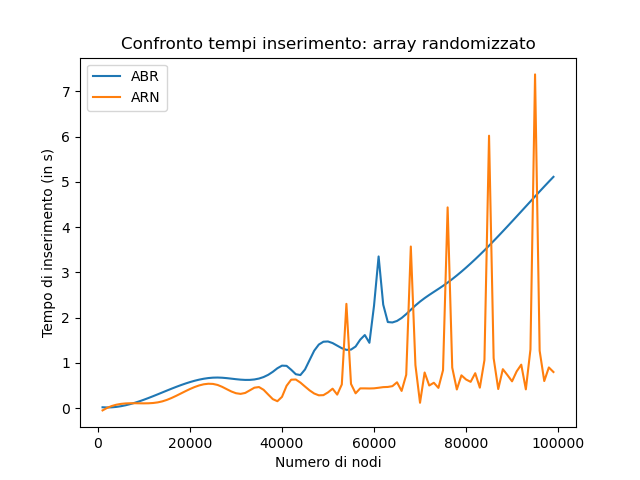 Confronto tempi inserimento: array randomizzato
ABR
ARN
Tempo di inserimento (in s)
7
6
5
4
3
2
1
0
0 20000 40000 60000 80000 100000
Numero di nodi